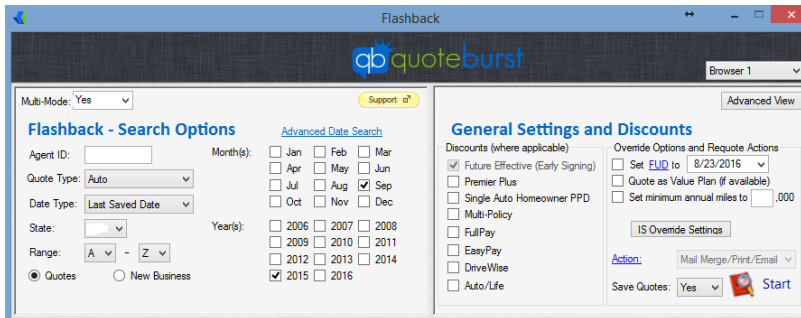 Flashback
qb quoteburst
Browser 1
Multi-Mode: Yes
Support
Advanced View
Flashback - Search Options
Advanced Date Search
Agent ID:
Month(s):
Jan Feb Mar
Apr May Jun
Jul Aug Sep
Oct Nov Dec
Quote Type: Auto
Date Type: Last Saved Date
State:
Year(s):
2006 2007 2008
2009 2010 2011
2012 2013 2014
2015 2016
Range: A - Z
Quotes New Business
General Settings and Discounts
Discounts (where applicable)
Future Effective (Early Signing)
Premier Plus
Single Auto Homeowner PPD
Multi-Policy
FullPay
EasyPay
DriveWise
Auto/Life
Override Options and Requote Actions
Set FUD to 8/23/2016
Quote as Value Plan (if available)
Set minimum annual miles to .000
IS Override Settings
Action: Mail Merge/Print/Email
Save Quotes: Yes Start